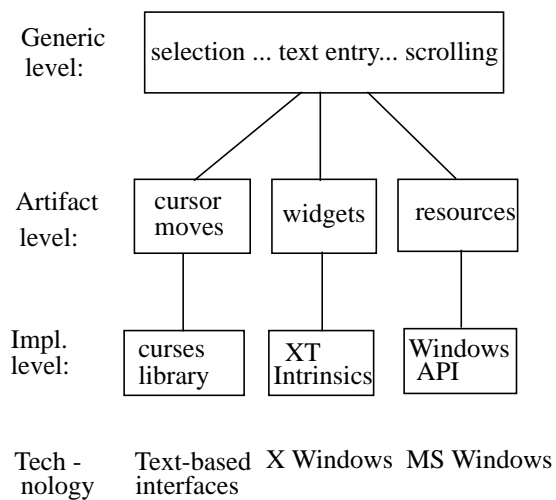 Generic
level:
selection ... text entry... scrolling
Artifact
level:
cursor
moves
widgets
resources
Impl.
level:
curses
library
XT
Intrinsics
Windows
API
Tech -
nology
Text-based
interfaces
X Windows
MS Windows